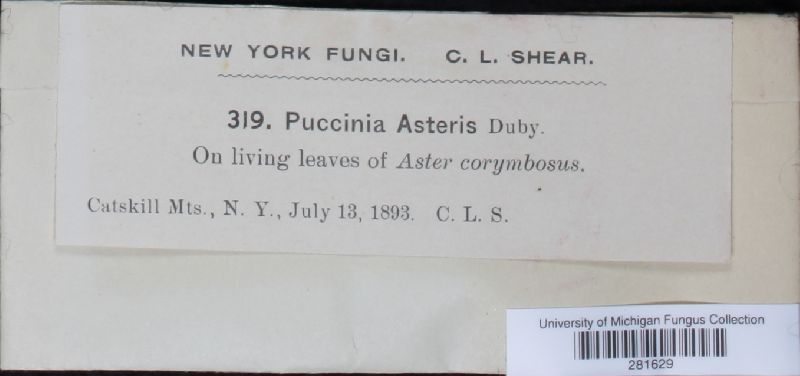 NEW YORK FUNGI. C. L. SHEAR.
319. Puccinia Asteris Duby.
On living leaves of Aster corymbosus.
Catskill Mts., N. Y., July 13, 1893. C. L. S.
University of Michigan Fungus Collection
281629